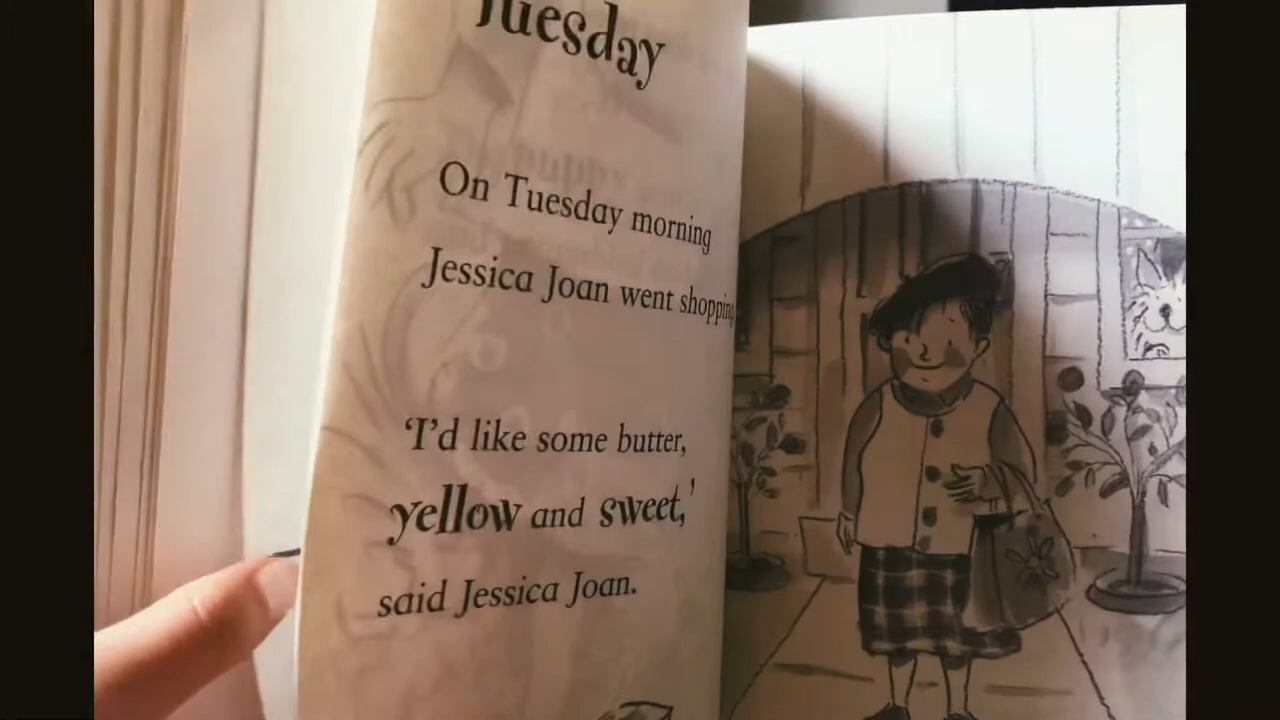 Tuesday
On Tuesday morning
Jessica Joan went shopping
‘I’d like some butter,
yellow and sweet,’
said Jessica Joan.